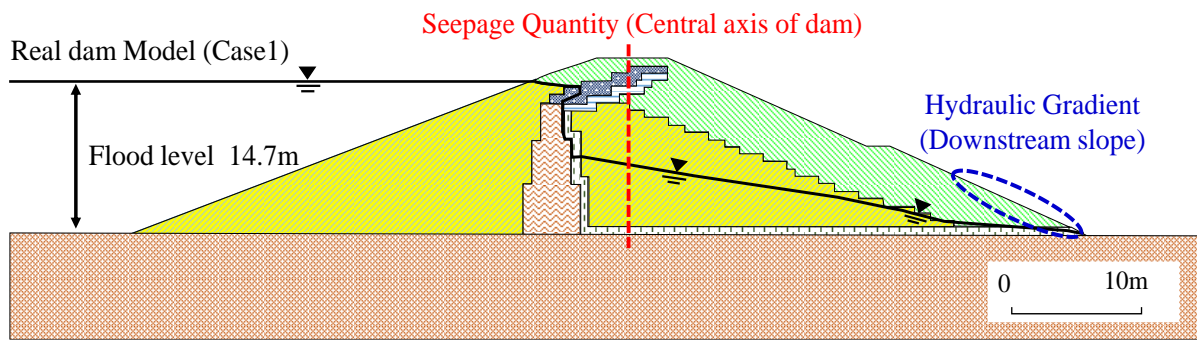 Seepage Quantity (Central axis of dam)
Real dam Model (Case1)
Hydraulic Gradient
(Downstream slope)
Flood level 14.7m
0 10m